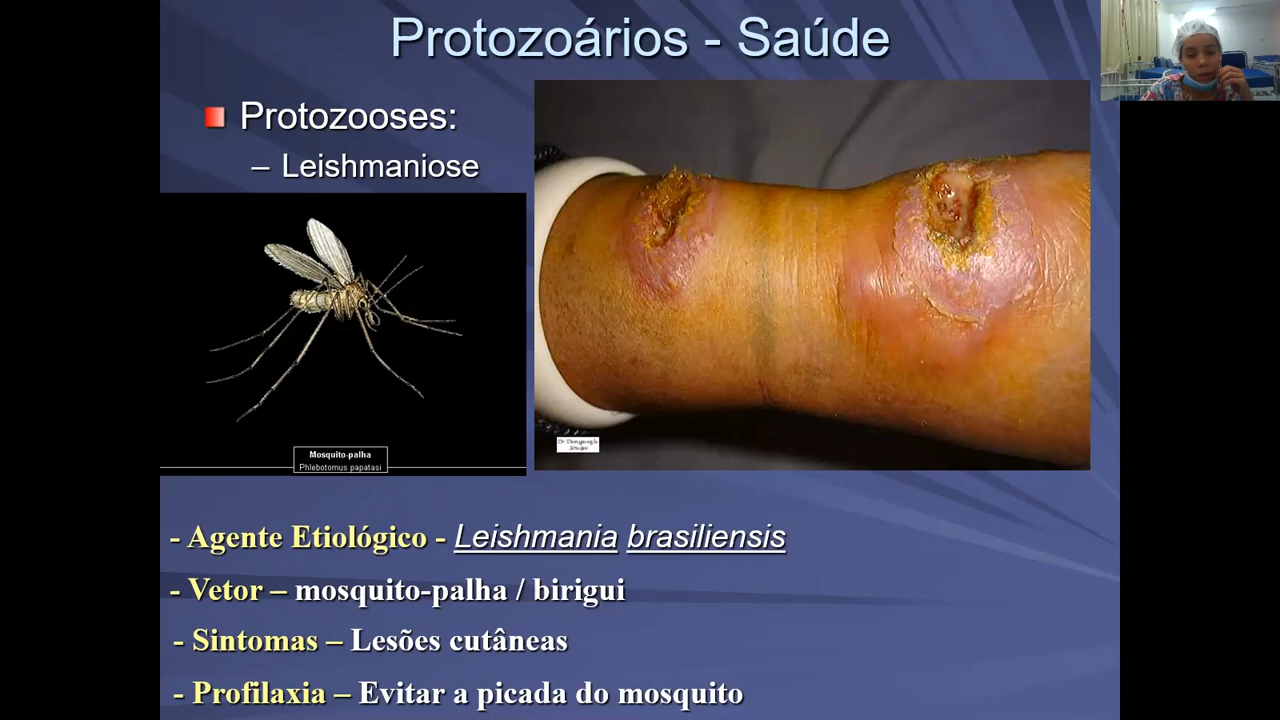 Protozoários - Saúde
Protozooses:
– Leishmaniose
Mosquito-palha
Phlebotomus papatasi
- Agente Etiológico - Leishmania brasiliensis
- Vetor – mosquito-palha / birigui
- Sintomas – Lesões cutâneas
- Profilaxia – Evitar a picada do mosquito